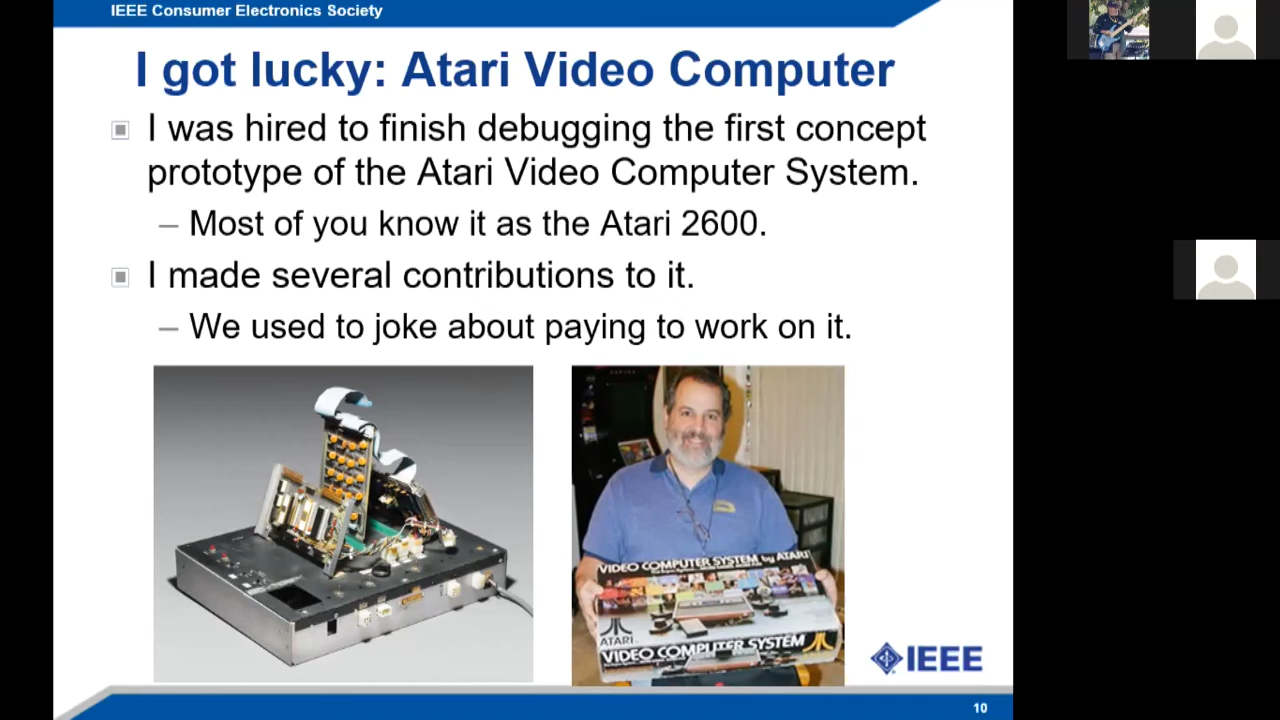 IEEE Consumer Electronics Society
I got lucky: Atari Video Computer
I was hired to finish debugging the first concept
prototype of the Atari Video Computer System.
– Most of you know it as the Atari 2600.
I made several contributions to it.
– We used to joke about paying to work on it.
VIDEO COMPUTER SYSTEM by ATARI
ATARI
VIDEO COMPUTER SYSTEM
IEEE
10